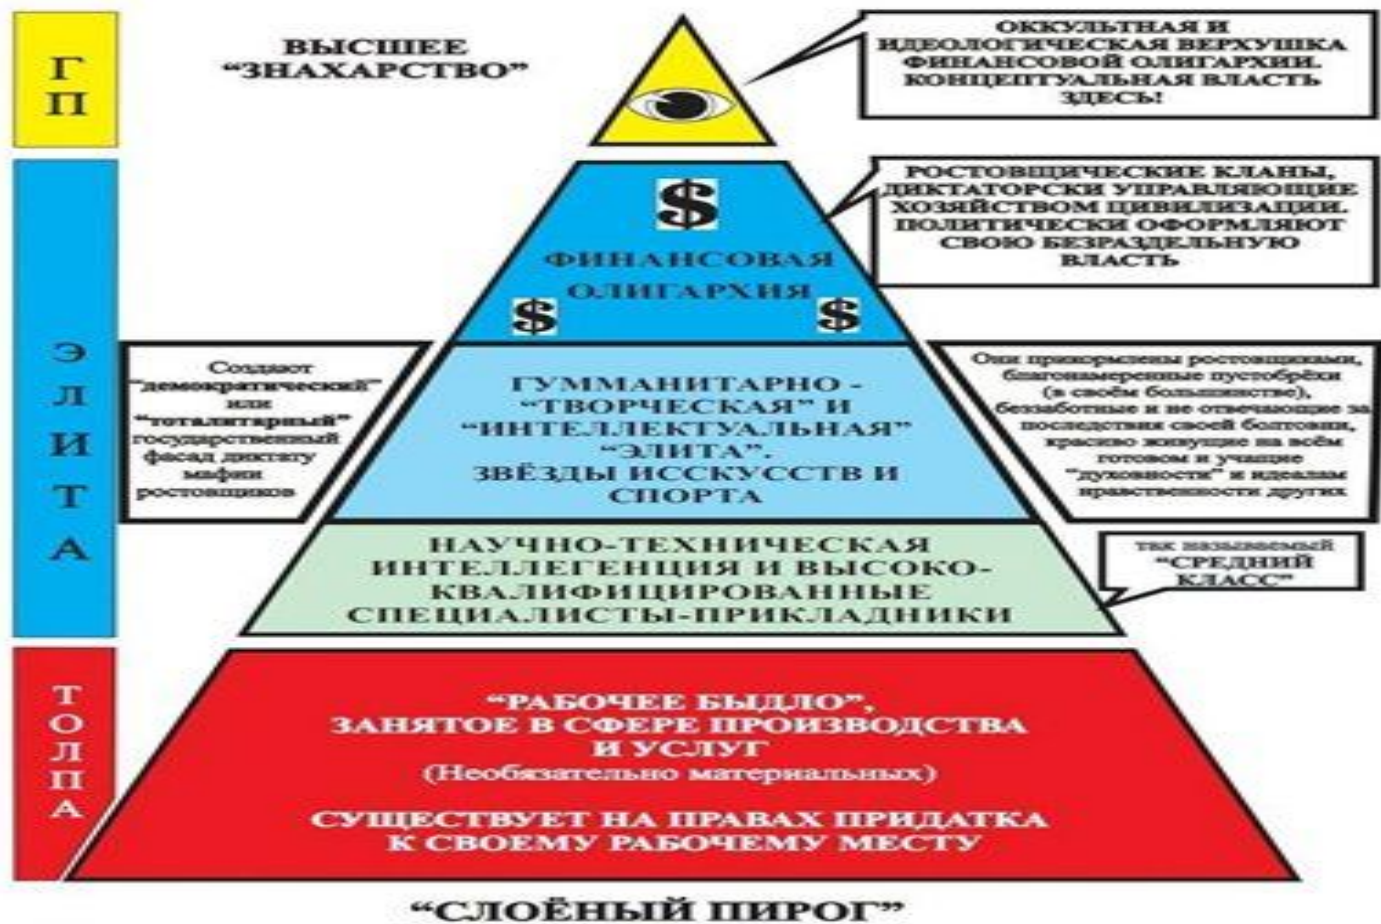 Г
П
ВЫСШЕЕ
“ЗНАХАРСТВО”
ОККУЛЬТНАЯ И
ИДЕОЛОГИЧЕСКАЯ ВЕРХУШКА
ФИНАНСОВОЙ ОЛИГАРХИИ.
КОНЦЕПТУАЛЬНАЯ ВЛАСТЬ
ЗДЕСЬ!
Э
Л
И
Т
А
$
ФИНАНСОВАЯ
ОЛИГАРХИЯ
$ $
РОСТОВЩИЧЕСКИЕ КЛАНЫ,
ДИКТАТОРСКИ УПРАВЛЯЮЩИЕ
ХОЗЯЙСТВОМ ЦИВИЛИЗАЦИИ.
ПОЛИТИЧЕСКИ ОФОРМЛЯЮТ
СВОЮ БЕЗРАЗДЕЛЬНУЮ
ВЛАСТЬ
Создают
“демократический”
или
“тоталитарный”
государственный
фасад диктату
мафии
ростовщиков
ГУММАНИТАРНО -
“ТВОРЧЕСКАЯ” И
“ИНТЕЛЛЕКТУАЛЬНАЯ”
“ЭЛИТА”.
ЗВЁЗДЫ ИССКУССТВ И
СПОРТА
Они прикормлены ростовщиками,
благонамеренные пустобрёхи
(в своём большинстве),
беззаботные и не отвечающие за
последствия своей болтовни,
красиво живущие на всём
готовом и учащие
“духовности” и идеалам
нравственности других
НАУЧНО-ТЕХНИЧЕСКАЯ
ИНТЕЛЛЕГЕНЦИЯ И ВЫСОКО-
КВАЛИФИЦИРОВАННЫЕ
СПЕЦИАЛИСТЫ-ПРИКЛАДНИКИ
так называемый
“СРЕДНИЙ
КЛАСС”
Т
О
Л
П
А
“РАБОЧЕЕ БЫДЛО”,
ЗАНЯТОЕ В СФЕРЕ ПРОИЗВОДСТВА
И УСЛУГ
(Необязательно материальных)
СУЩЕСТВУЕТ НА ПРАВАХ ПРИДАТКА
К СВОЕМУ РАБОЧЕМУ МЕСТУ
“СЛОЁНЫЙ ПИРОГ”